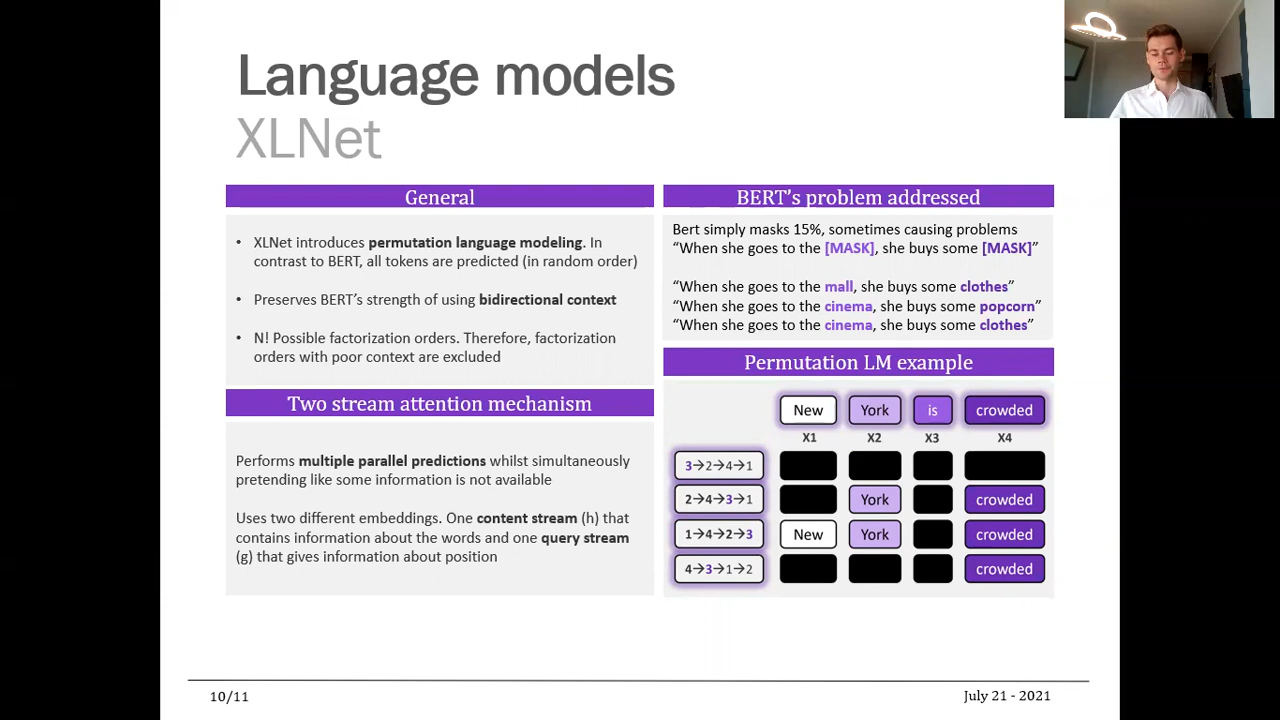 Language models
XLNet
General
• XLNet introduces permutation language modeling. In
contrast to BERT, all tokens are predicted (in random order)
• Preserves BERT's strength of using bidirectional context
• N! Possible factorization orders. Therefore, factorization
orders with poor context are excluded
Two stream attention mechanism
Performs multiple parallel predictions whilst simultaneously
pretending like some information is not available
Uses two different embeddings. One content stream (h) that
contains information about the words and one query stream
(g) that gives information about position
BERT's problem addressed
Bert simply masks 15%, sometimes causing problems
“When she goes to the [MASK], she buys some [MASK]”
“When she goes to the mall, she buys some clothes”
“When she goes to the cinema, she buys some popcorn”
“When she goes to the cinema, she buys some clothes”
Permutation LM example
New York is crowded
X1 X2 X3 X4
3→2→4→1
2→4→3→1 York crowded
1→4→2→3 New York crowded
4→3→1→2 crowded
10/11 July 21 - 2021